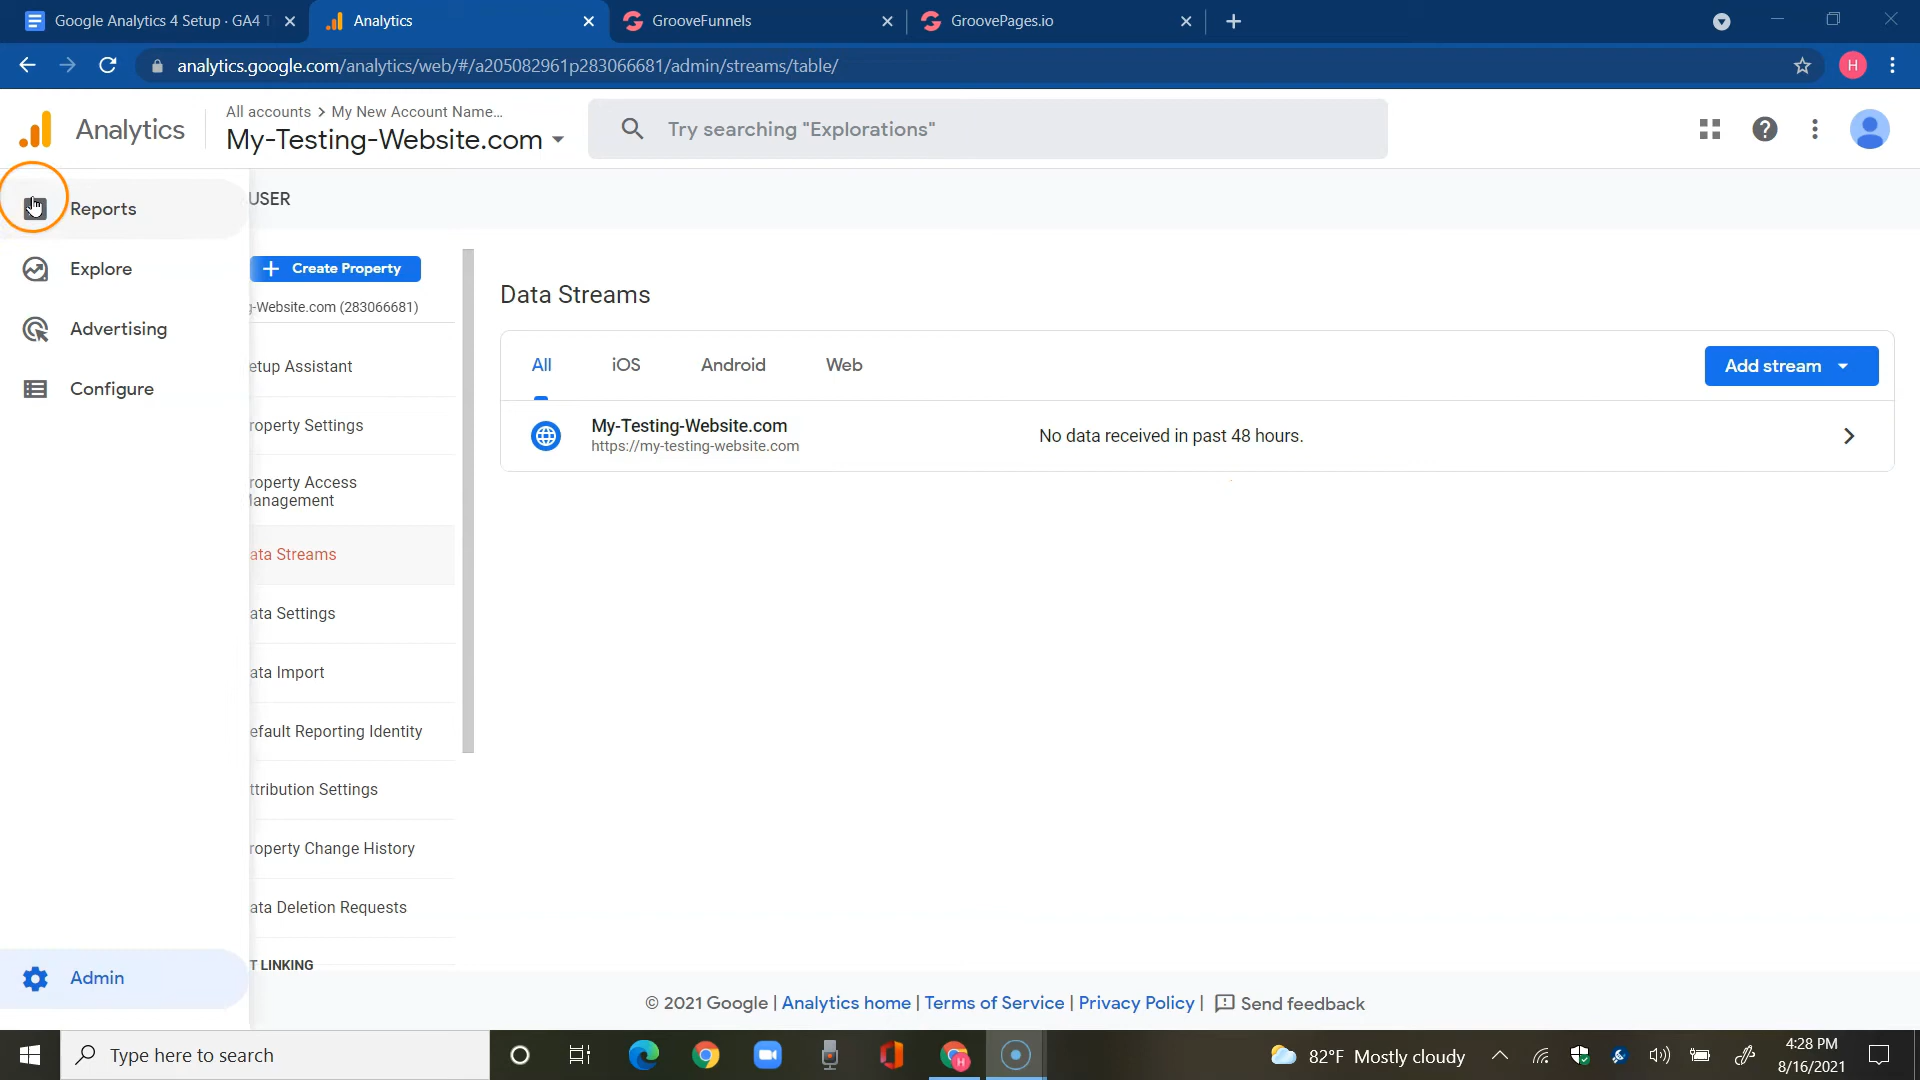 Google Analytics 4 Setup · GA4 T
Analytics
GrooveFunnels
GroovePages.io
H
analytics.google.com/analytics/web/#/a205082961p283066681/admin/streams/table/
Analytics
All accounts > My New Account Name...
My-Testing-Website.com
Try searching "Explorations"
Reports
USER
Explore
Create Property
-Website.com (283066681)
Advertising
Configure
Data Streams
All
iOS
Android
Web
Add stream
My-Testing-Website.com
https://my-testing-website.com
No data received in past 48 hours.
etup Assistant
roperty Settings
roperty Access
anagement
ata Streams
ata Settings
ata Import
efault Reporting Identity
ttribution Settings
roperty Change History
ata Deletion Requests
T LINKING
Admin
© 2021 Google | Analytics home | Terms of Service | Privacy Policy | Send feedback
Type here to search
82°F Mostly cloudy
4:28 PM
8/16/2021